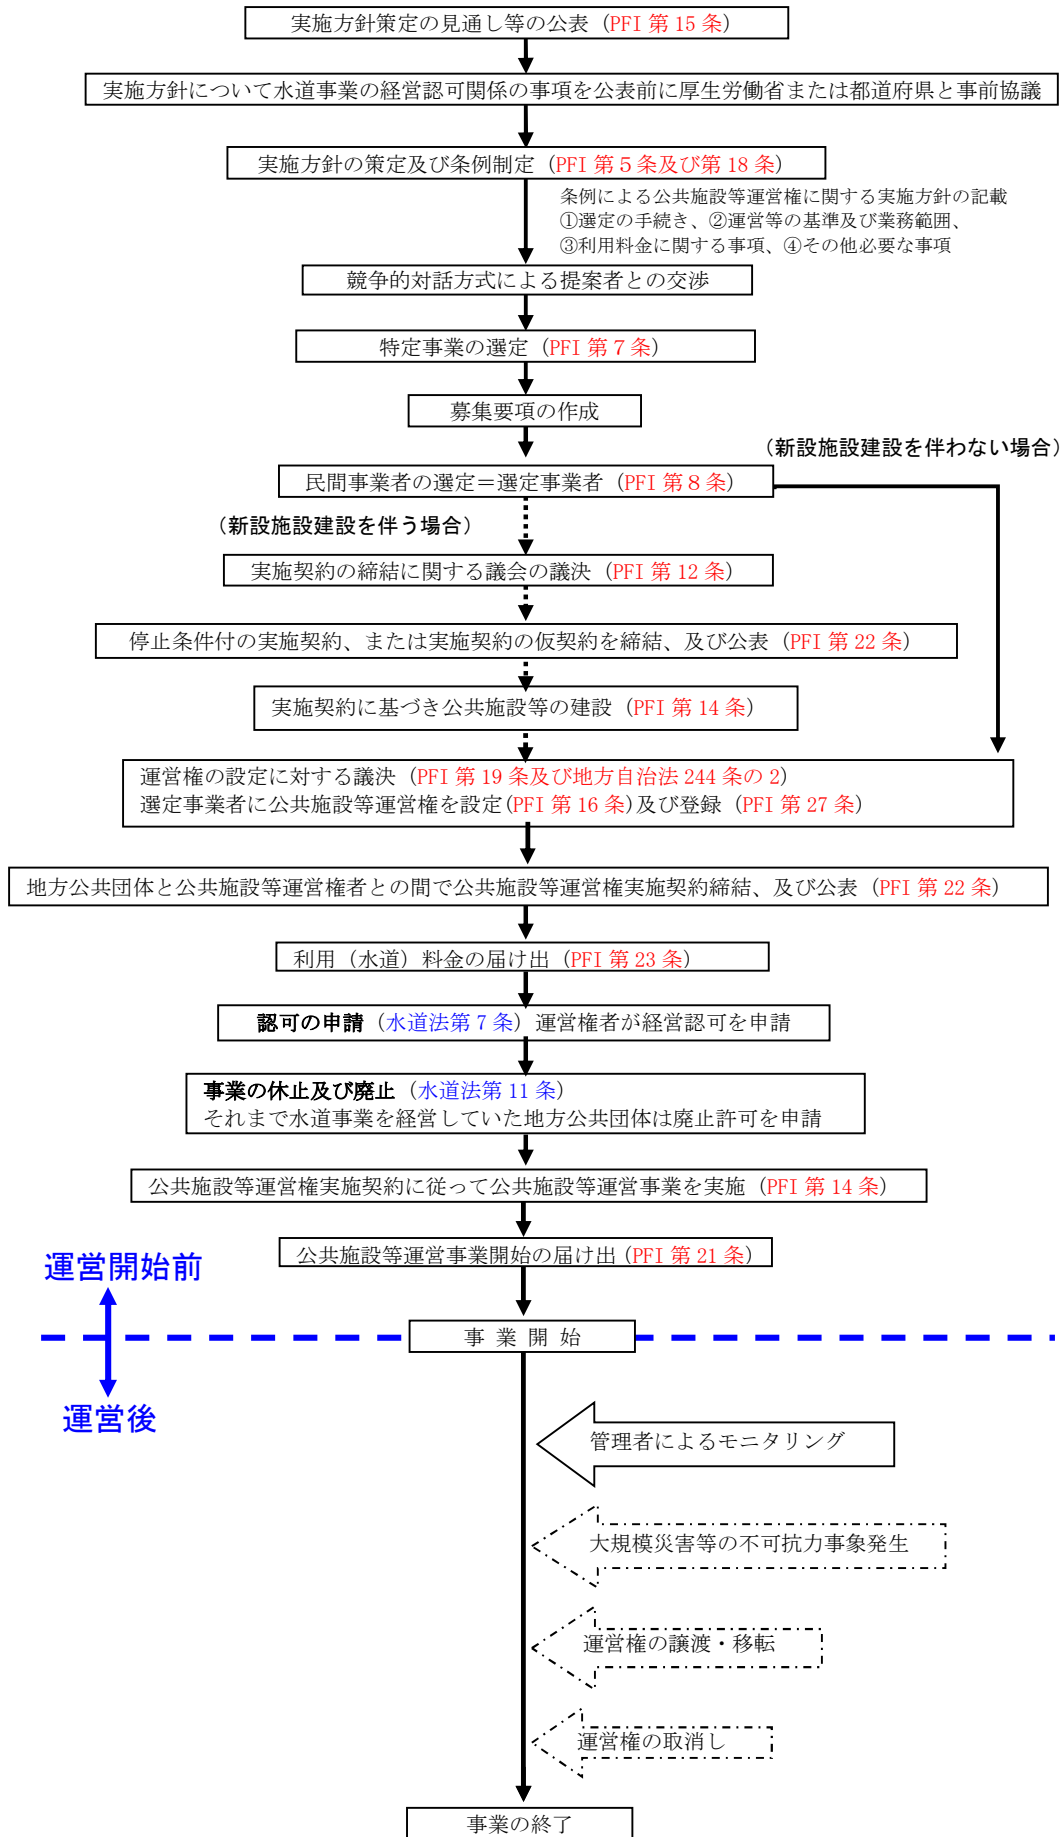 実施方針策定の見通し等の公表（PFI 第 15 条）
実施方針について水道事業の経営認可関係の事項を公表前に厚生労働省または都道府県と事前協議
実施方針の策定及び条例制定（PFI 第５条及び第 18 条）
条例による公共施設等運営権に関する実施方針の記載
①選定の手続き、②運営等の基準及び業務範囲、
③利用料金に関する事項、④その他必要な事項
競争的対話方式による提案者との交渉
特定事業の選定（PFI 第７条）
募集要項の作成
（新設施設建設を伴わない場合）
民間事業者の選定＝選定事業者（PFI 第８条）
（新設施設建設を伴う場合）
実施契約の締結に関する議会の議決（PFI 第 12 条）
停止条件付の実施契約、または実施契約の仮契約を締結、及び公表（PFI 第 22 条）
実施契約に基づき公共施設等の建設（PFI 第 14 条）
運営権の設定に対する議決（PFI 第 19 条及び地方自治法 244 条の 2）
選定事業者に公共施設等運営権を設定(PFI 第 16 条)及び登録（PFI 第 27 条）
地方公共団体と公共施設等運営権者との間で公共施設等運営権実施契約締結、及び公表（PFI 第 22 条）
利用（水道）料金の届け出（PFI 第 23 条）
認可の申請（水道法第 7 条）運営権者が経営認可を申請
事業の休止及び廃止（水道法第 11 条）
それまで水道事業を経営していた地方公共団体は廃止許可を申請
公共施設等運営権実施契約に従って公共施設等運営事業を実施（PFI 第 14 条）
公共施設等運営事業開始の届け出（PFI 第 21 条）
運営開始前
事 業 開 始
運営後
管理者によるモニタリング
大規模災害等の不可抗力事象発生
運営権の譲渡・移転
運営権の取消し
事業の終了